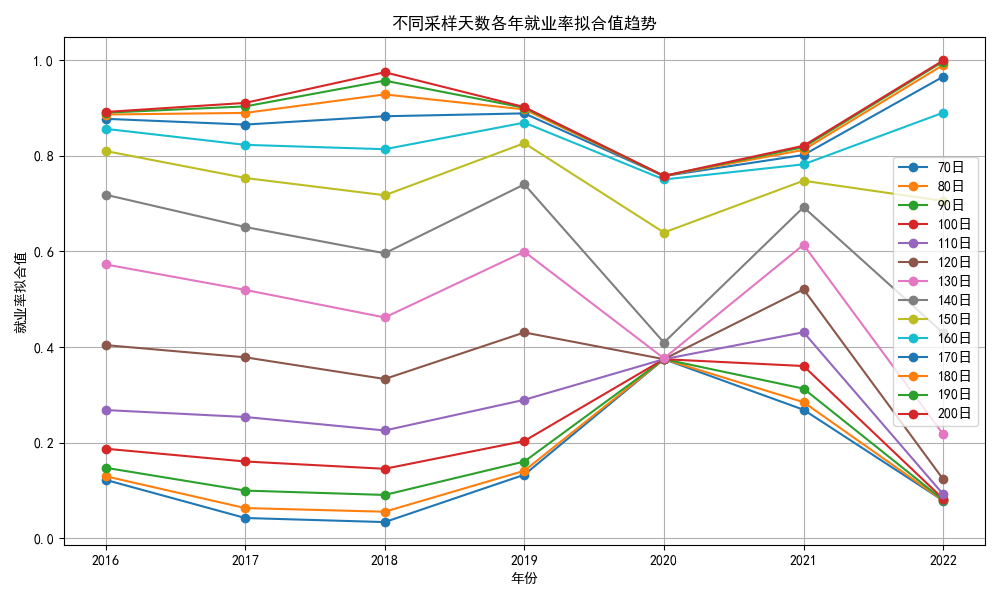 不同采样天数各年就业率拟合值趋势
就业率拟合值
1.0
0.8
0.6
0.4
0.2
0.0
2016
2017
2018
2019
2020
2021
2022
年份
70日
80日
90日
100日
110日
120日
130日
140日
150日
160日
170日
180日
190日
200日